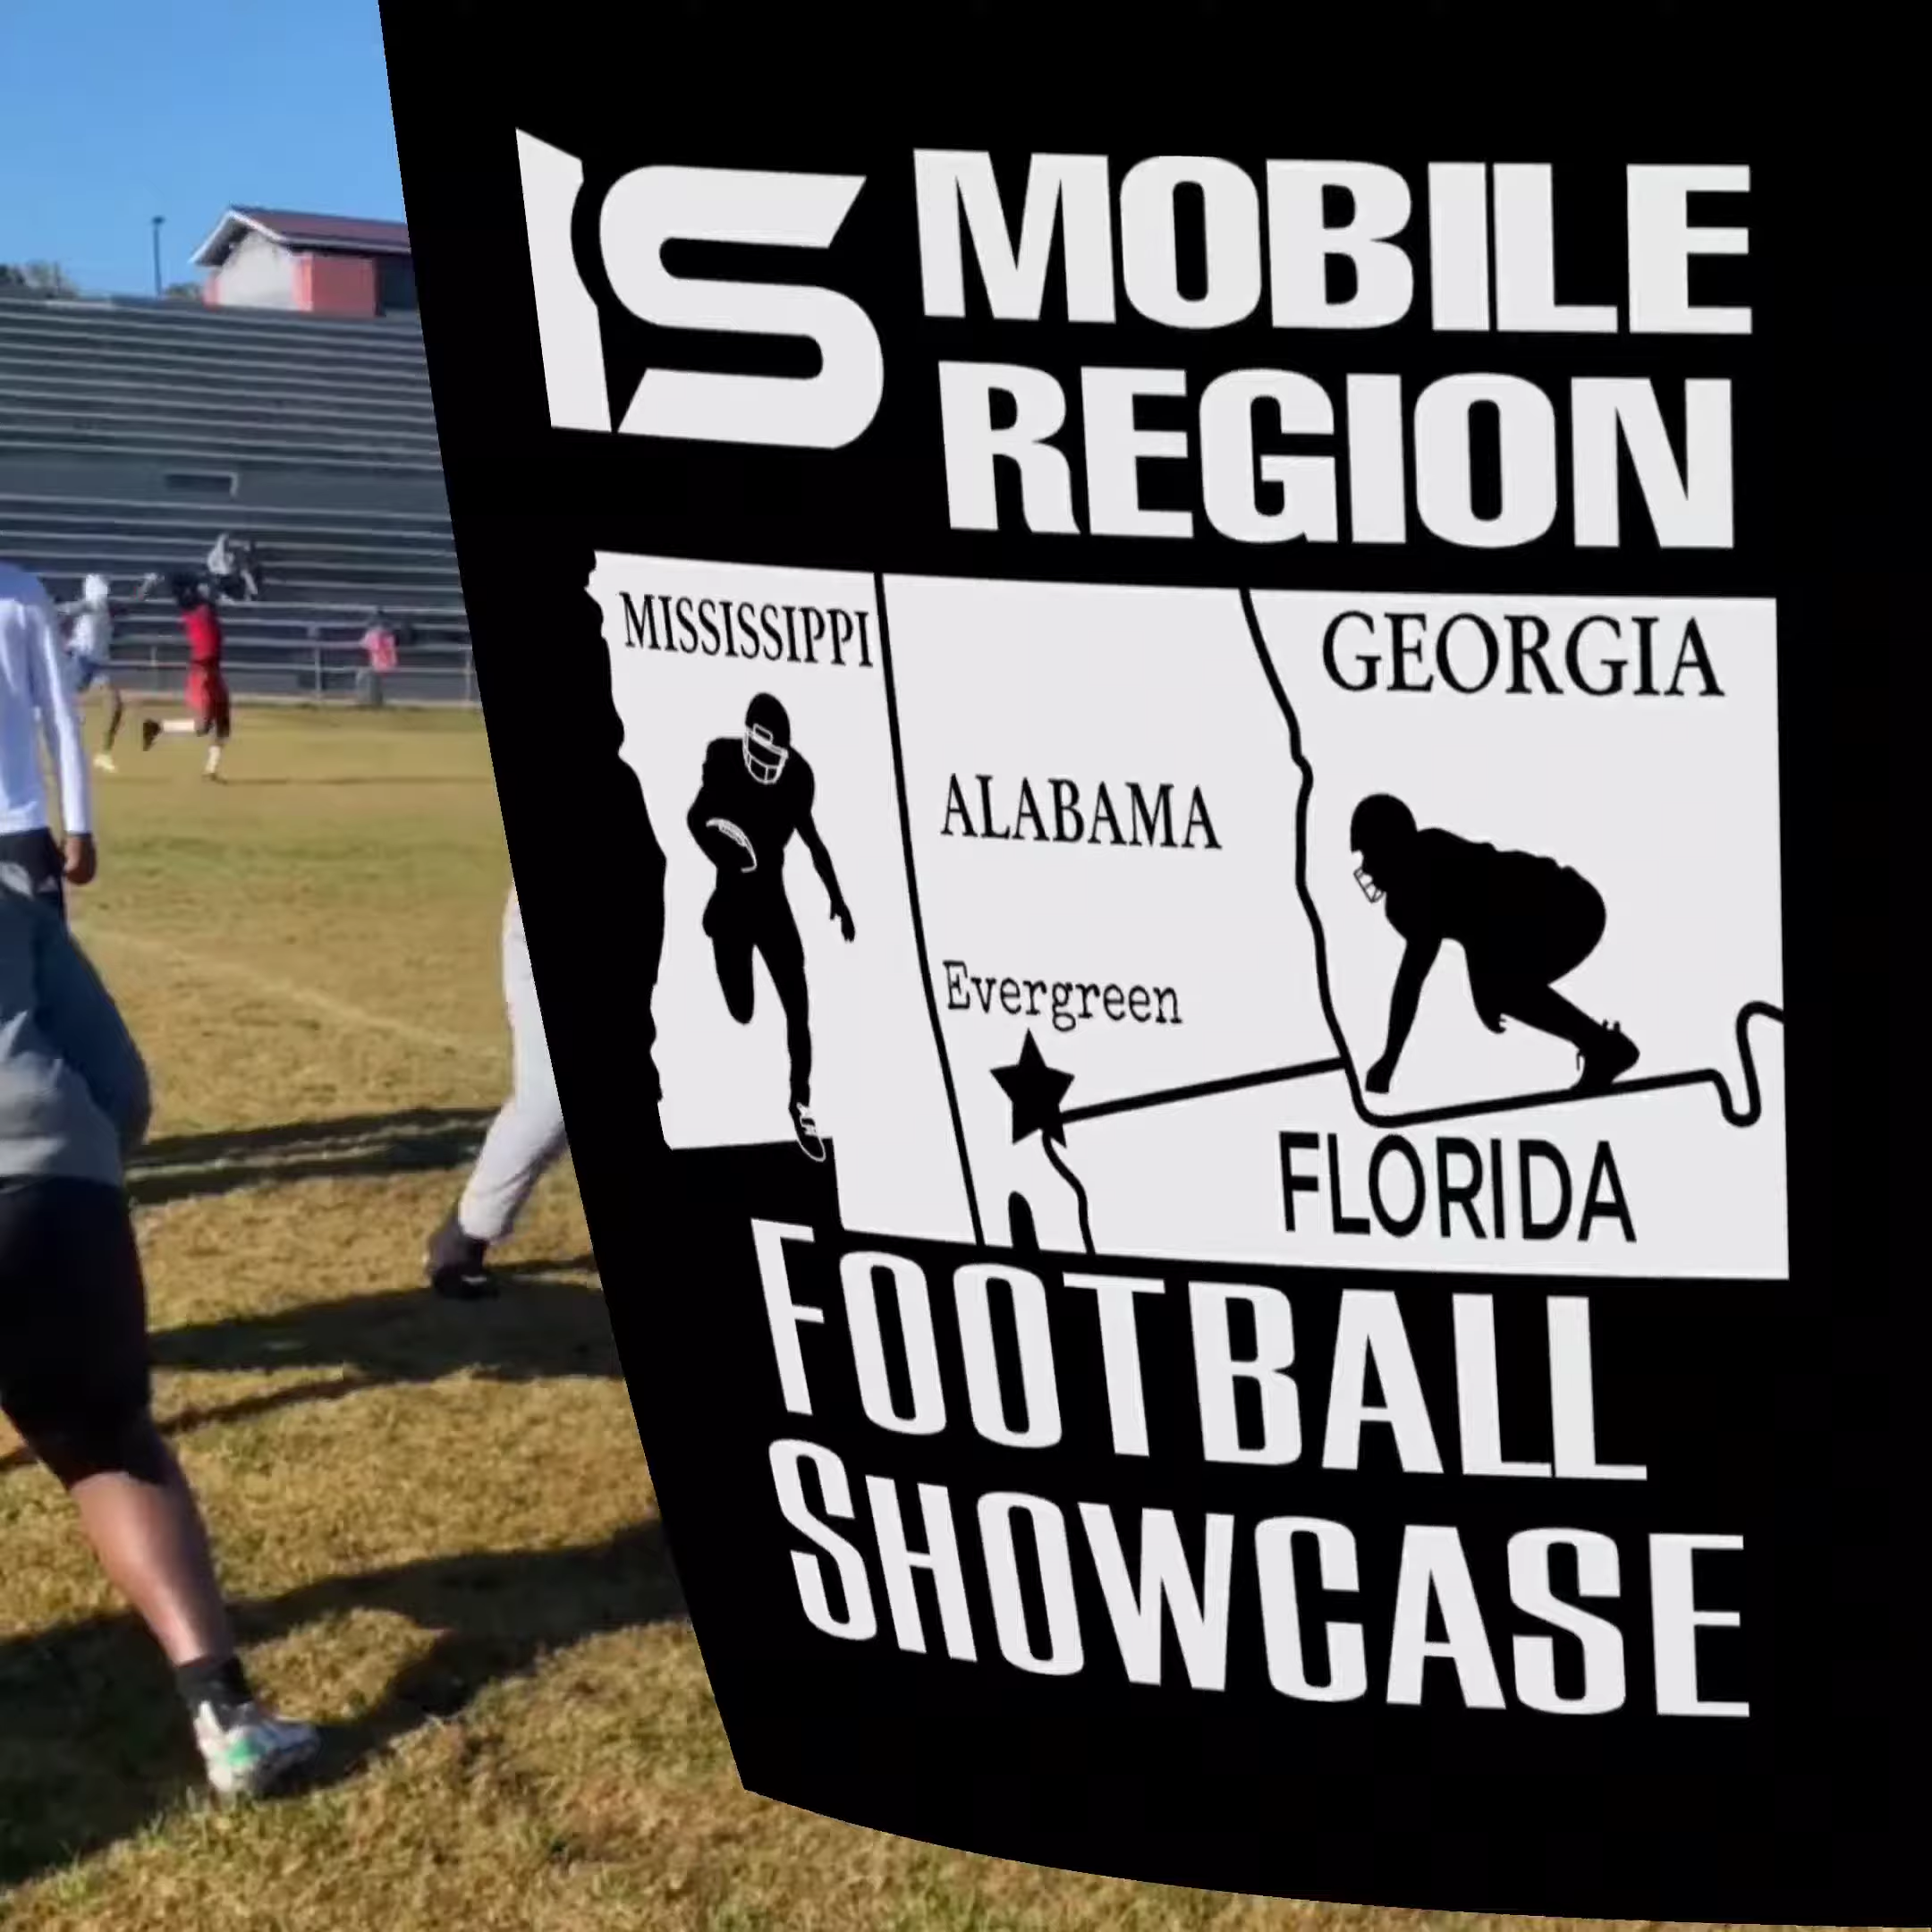 IS MOBILE
REGION
MISSISSIPPI
GEORGIA
ALABAMA
Evergreen
FLORIDA
FOOTBALL
SHOWCASE